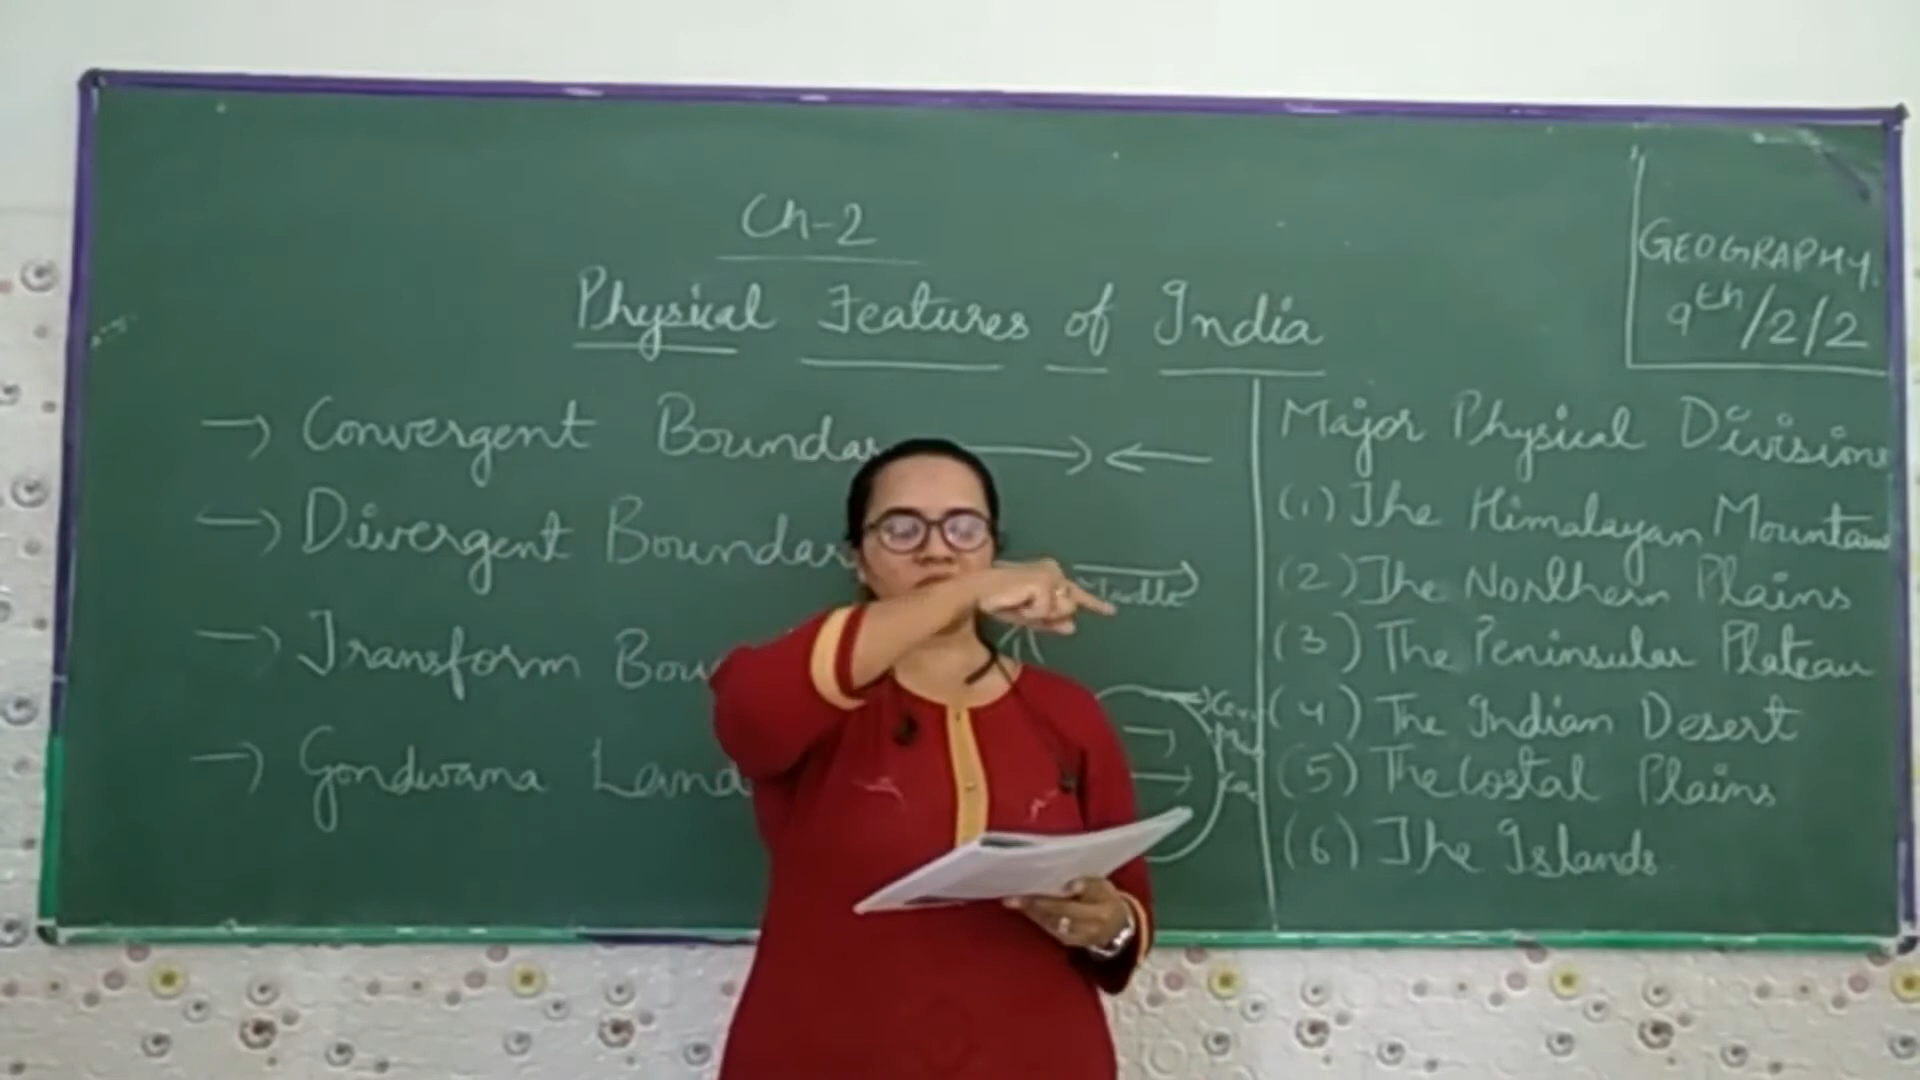 Ch-2
Physical Features of India
GEOGRAPHY.
9th/2/2
→ Convergent Boundar
→ Divergent Boundar
→ Transform Bou
→ Gondwana Land
Major Physical Divisions
(1) The Himalayan Mountains
(2) The Northern Plains
(3) The Peninsular Plateau
(4) The Indian Desert
(5) The Costal Plains
(6) The Islands